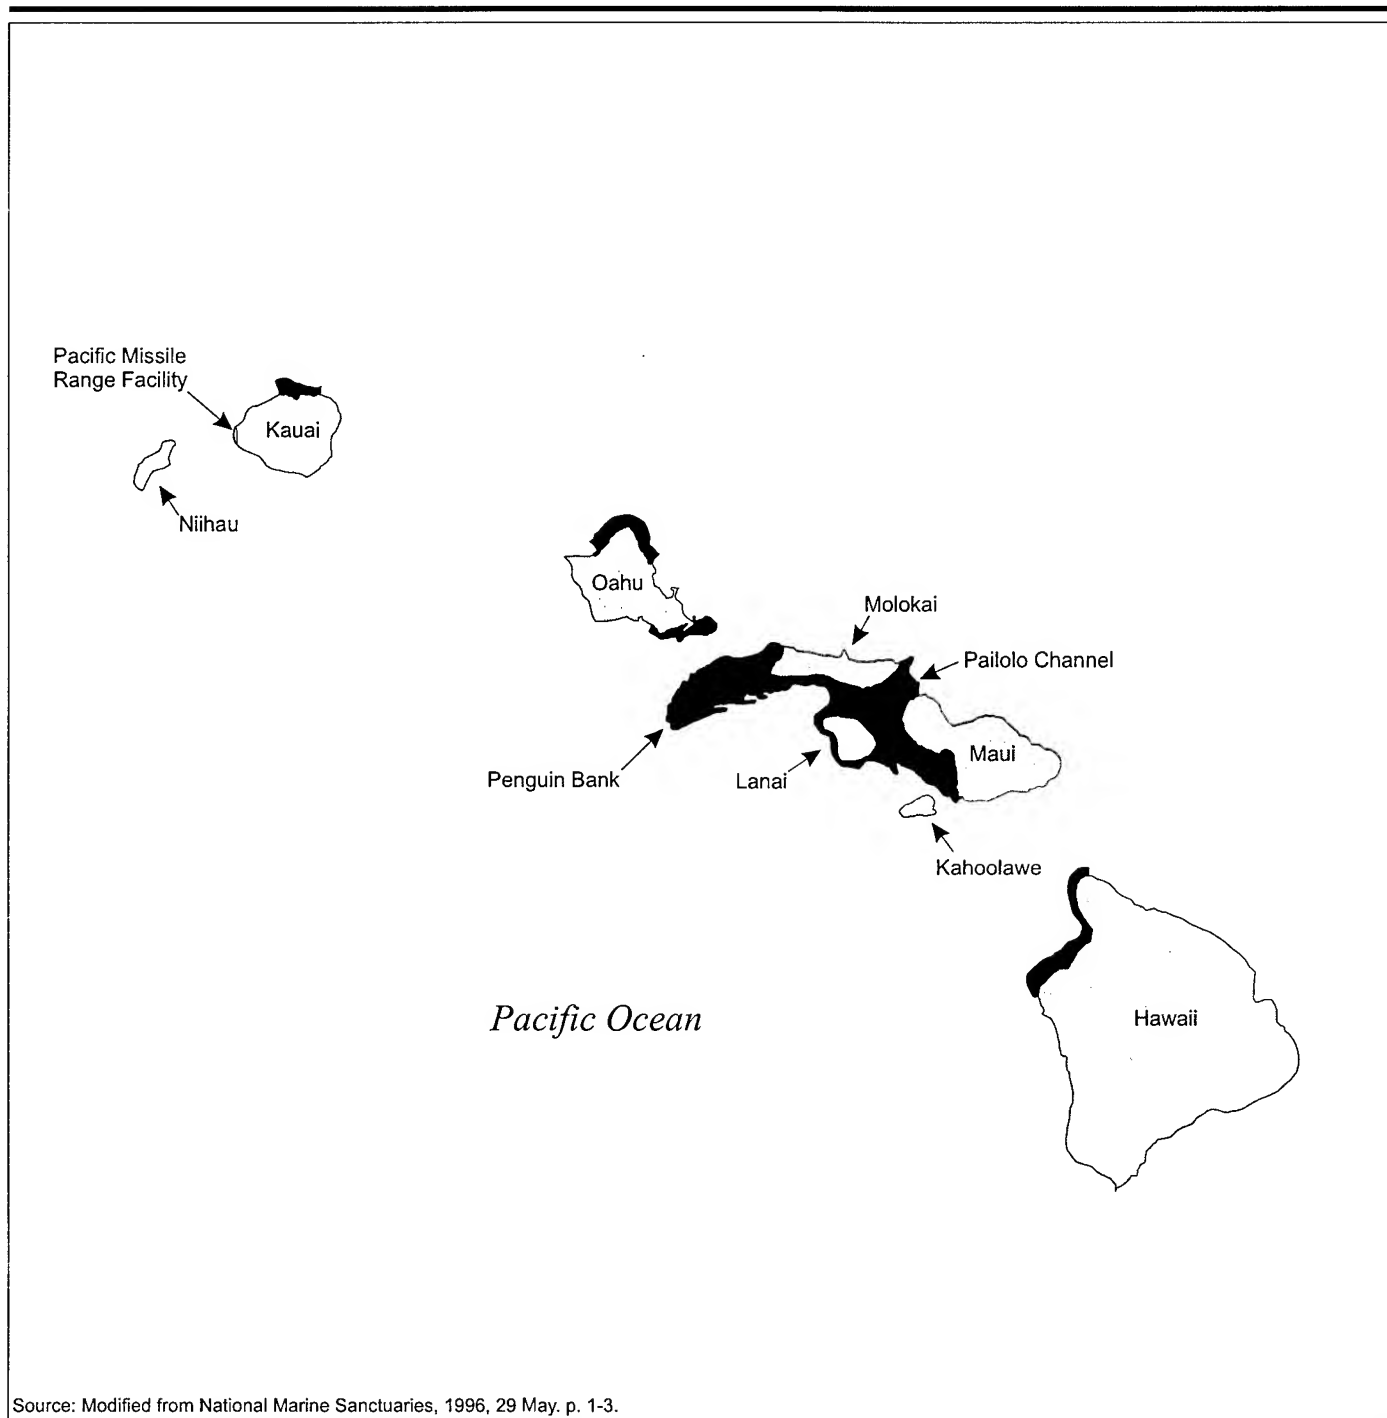 Pacific Missile
Range Facility
Kauai
Niihau
Oahu
Molokai
Pailolo Channel
Maui
Penguin Bank
Lanai
Kahoolawe
Pacific Ocean
Hawaii
Source: Modified from National Marine Sanctuaries, 1996, 29 May. p. 1-3.